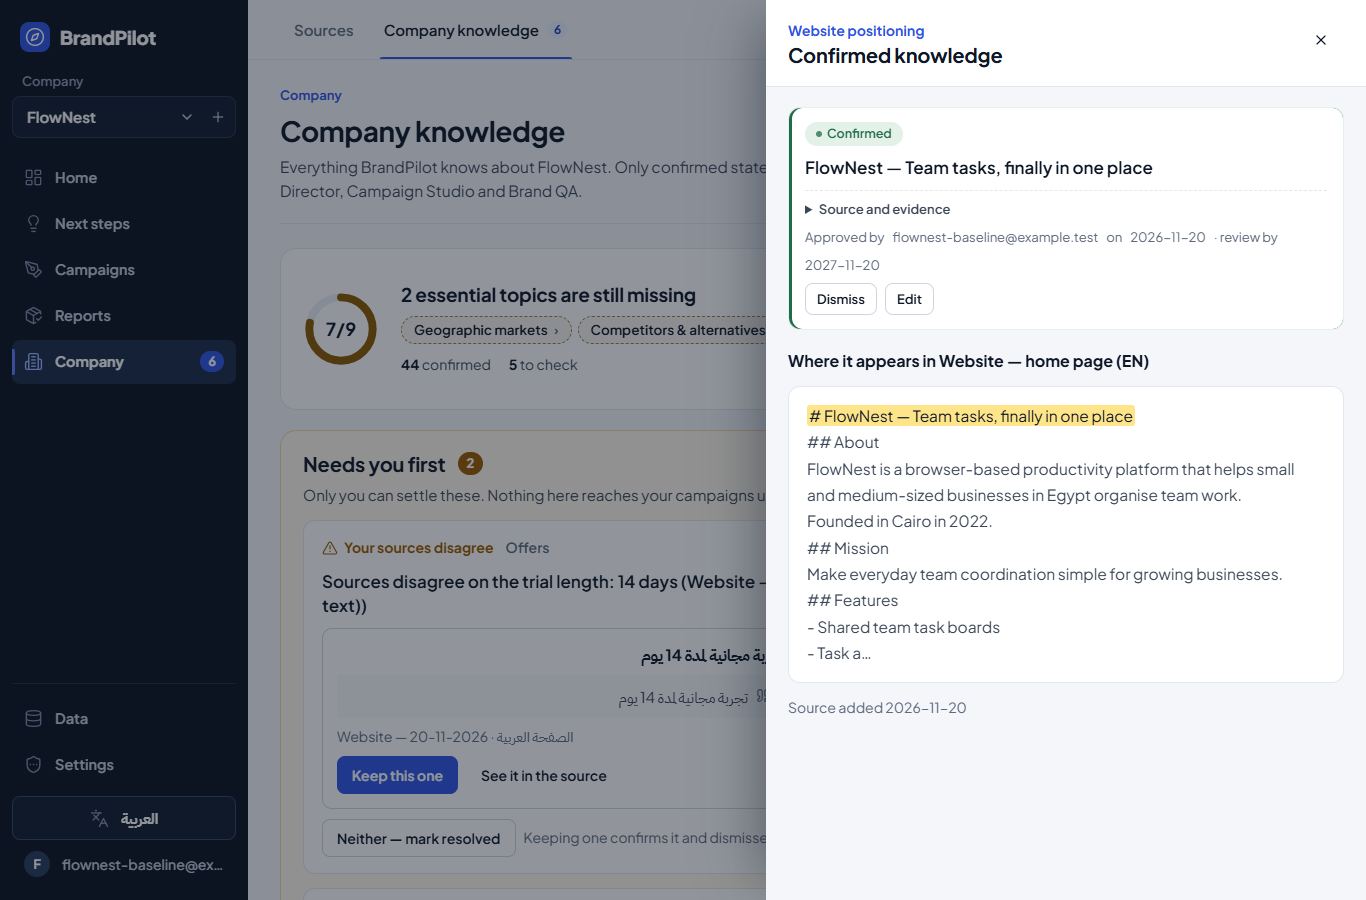 BrandPilot
Company
FlowNest
Home
Next steps
Campaigns
Reports
Company 6
Data
Settings
العربية
F flownest-baseline@ex...
Sources Company knowledge 6
Company
Company knowledge
Everything BrandPilot knows about FlowNest. Only confirmed state
Director, Campaign Studio and Brand QA.
7/9
2 essential topics are still missing
Geographic markets › Competitors & alternatives
44 confirmed 5 to check
Needs you first 2
Only you can settle these. Nothing here reaches your campaigns u
Your sources disagree Offers
Sources disagree on the trial length: 14 days (Website –
text))
مجانية لمدة 14 يوم
تجربة مجانية لمدة 14 يوم
Website — 20-11-2026 · الصفحة العربية
Keep this one See it in the source
Neither — mark resolved Keeping one confirms it and dismisse
Website positioning
Confirmed knowledge
Confirmed
FlowNest — Team tasks, finally in one place
Source and evidence
Approved by flownest-baseline@example.test on 2026-11-20 · review by
2027-11-20
Dismiss Edit
Where it appears in Website — home page (EN)
# FlowNest — Team tasks, finally in one place
## About
FlowNest is a browser-based productivity platform that helps small
and medium-sized businesses in Egypt organise team work.
Founded in Cairo in 2022.
## Mission
Make everyday team coordination simple for growing businesses.
## Features
- Shared team task boards
- Task a...
Source added 2026-11-20